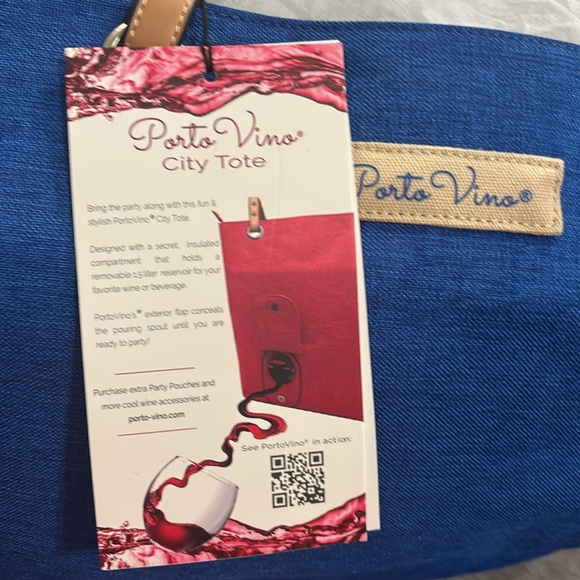 Porto Vino®
City Tote
Porto Vino®
Bring the party along with this fun &
stylish PortoVino® City Tote.
Designed with a secret, insulated
compartment that holds a
removable 1.5 liter reservoir for your
favorite wine or beverage.
PortoVino's® exterior flap conceals
the pouring spout until you are
ready to party!
Purchase extra Party Pouches and
more cool wine accessories at
porto-vino.com
See PortoVino® in action: